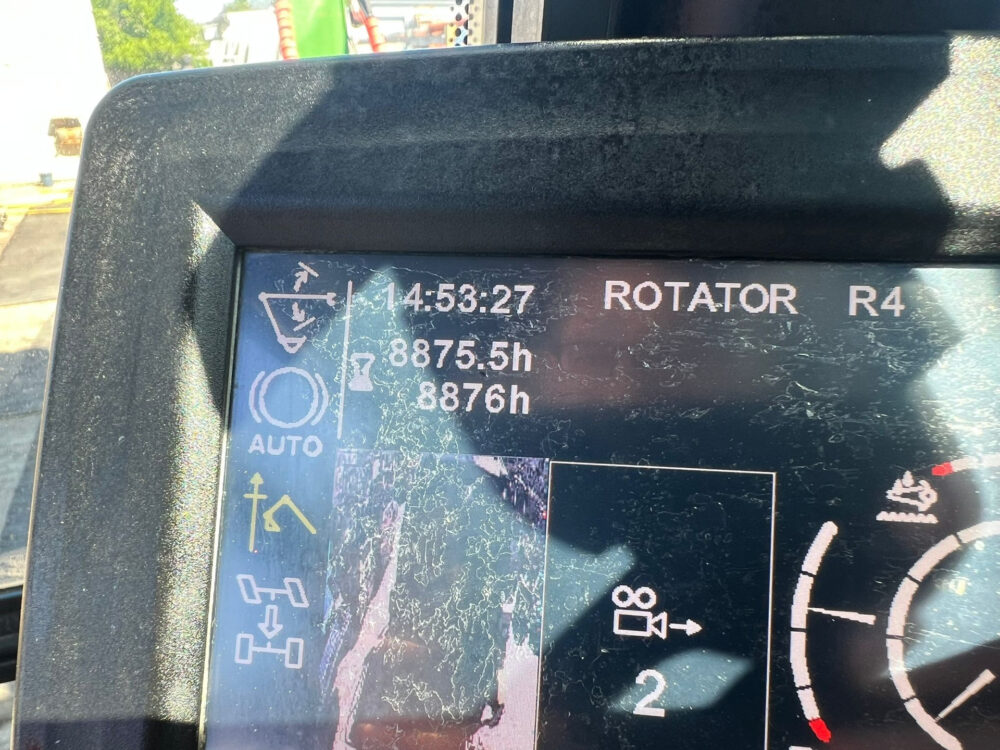 14:53:27 ROTATOR R4
8875.5h
8876h
AUTO
2